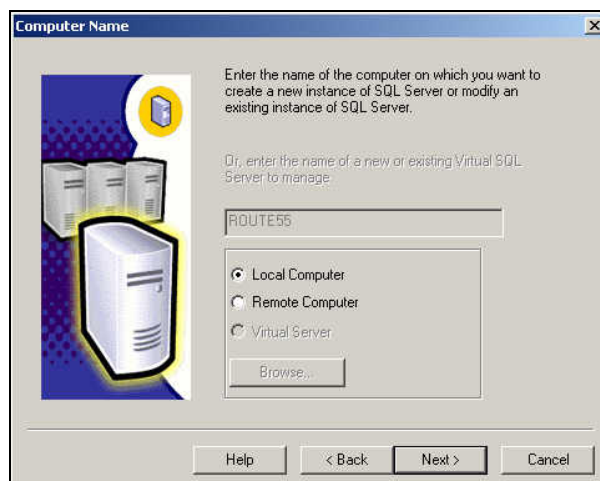 Computer Name
Enter the name of the computer on which you want to
create a new instance of SQL Server or modify an
existing instance of SQL Server.
Or, enter the name of a new or existing Virtual SQL
Server to manage
ROUTE55
Local Computer
Remote Computer
Virtual Server
Browse...
Help
< Back
Next >
Cancel